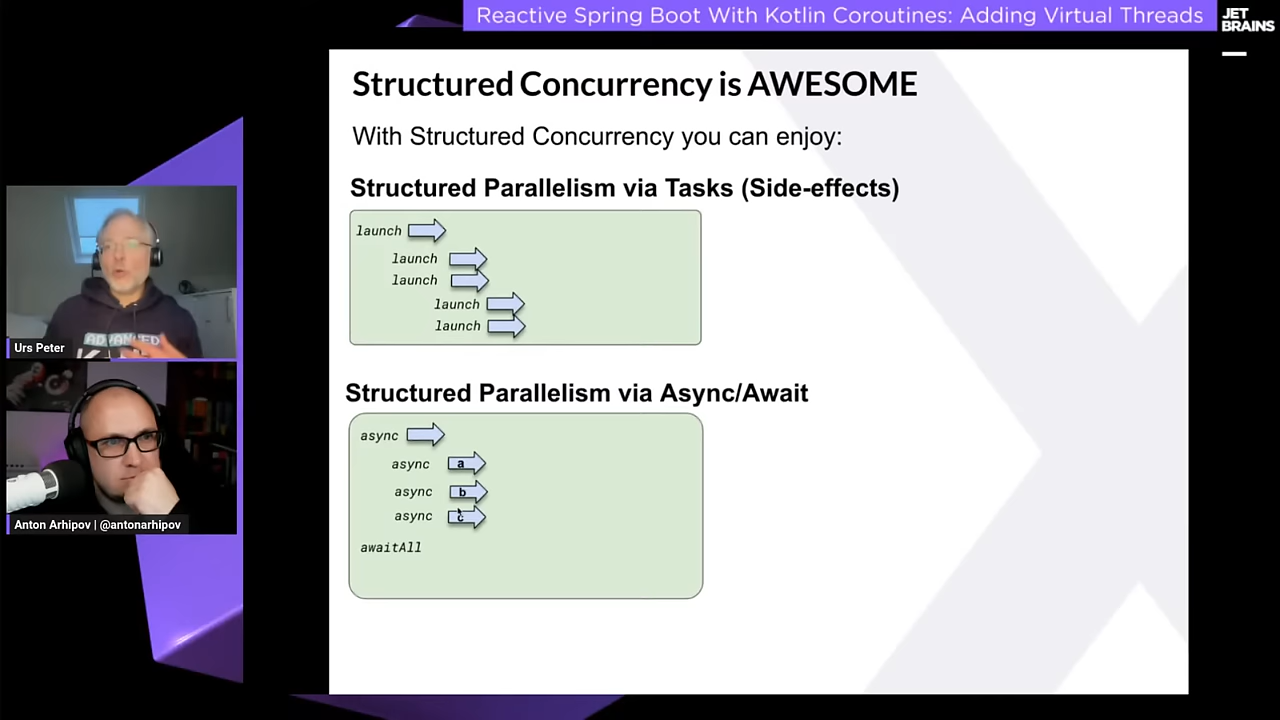 Reactive Spring Boot With Kotlin Coroutines: Adding Virtual Threads
JET
BRAINS
Structured Concurrency is AWESOME
With Structured Concurrency you can enjoy:
Structured Parallelism via Tasks (Side-effects)
launch
launch
launch
launch
launch
Structured Parallelism via Async/Await
async
async a
async b
async c
awaitAll
ADVANCED
Urs Peter
Anton Arhipov | @antonarhipov